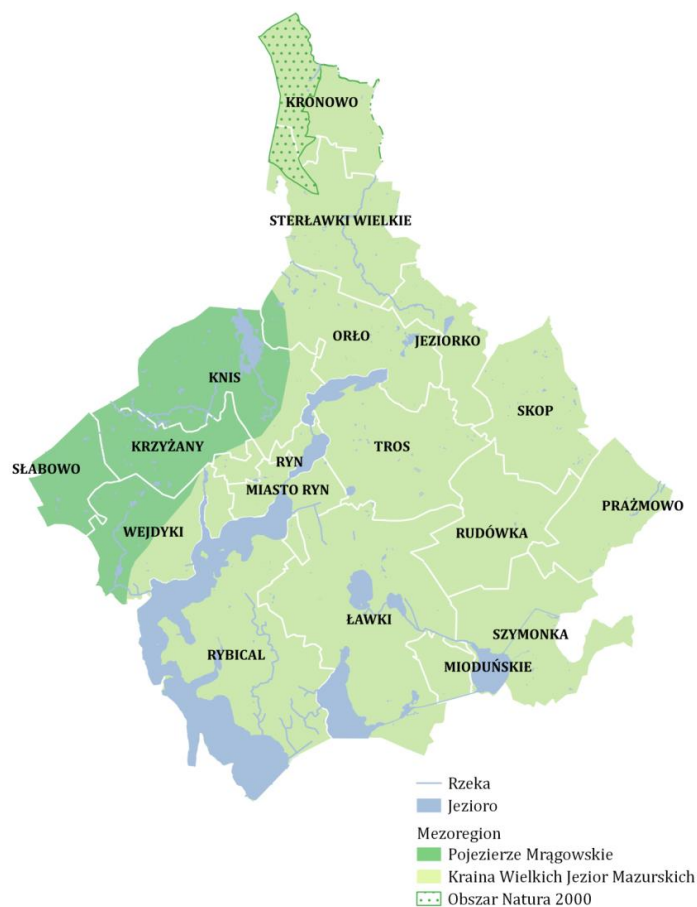 KRONOWO
STERŁAWKI WIELKIE
ORŁO
JEZIORKO
KNIS
SKOP
KRZYŻANY
TROS
SŁABOWO
RYN
MIASTO RYN
PRAŻMOWO
WEJDYKI
RUDÓWKA
ŁAWKI
SZYMONKA
RYBICAL
MIODUŃSKIE
Rzeka
Jezioro
Mezoregion
Pojezierze Mrągowskie
Kraina Wielkich Jezior Mazurskich
Obszar Natura 2000